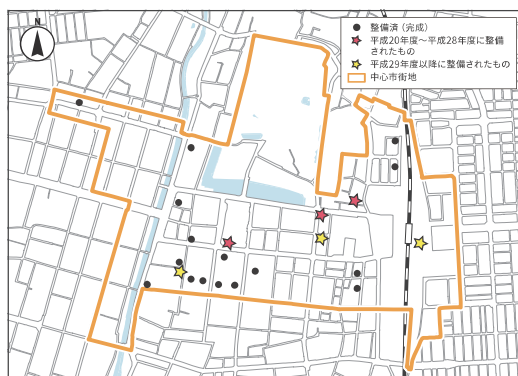 N
整備済（完成）
平成20年度〜平成28年度に整備
されたもの
平成29年度以降に整備されたもの
中心市街地